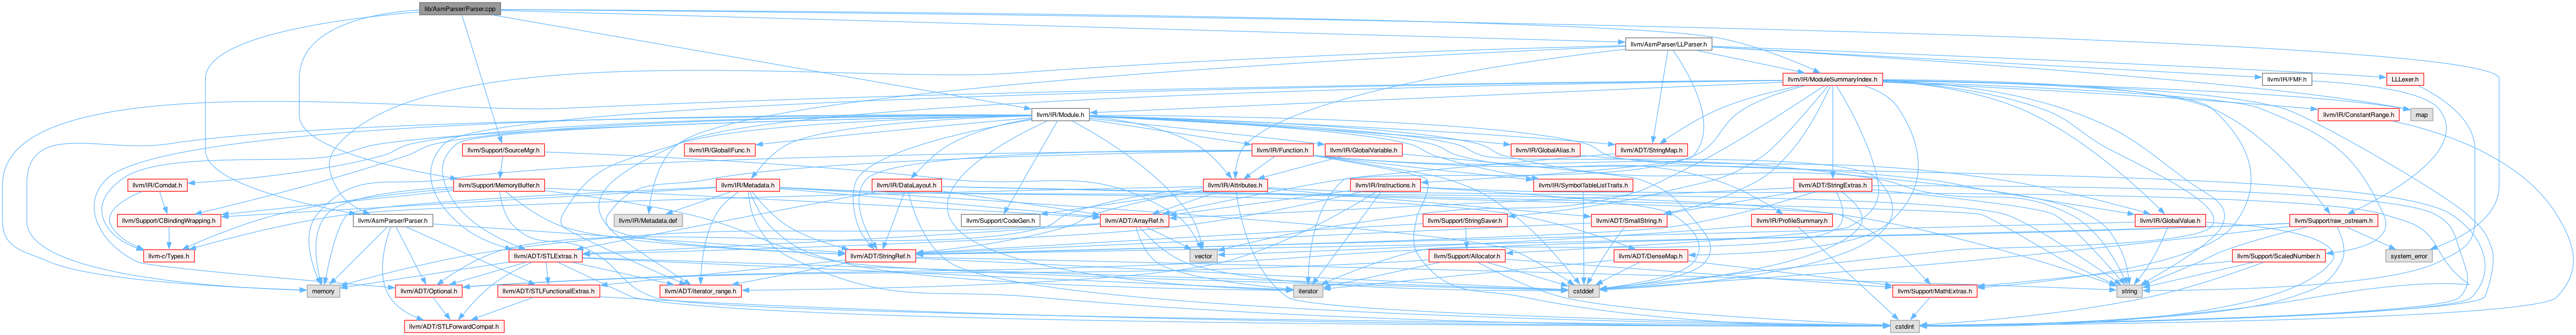 lib/AsmParser/Parser.cpp
llvm/AsmParser/LLParser.h
llvm/IR/ModuleSummaryIndex.h
llvm/IR/FMF.h
LLLexer.h
llvm/IR/Module.h
llvm/IR/ConstantRange.h
map
llvm/Support/SourceMgr.h
llvm/IR/GlobalIFunc.h
llvm/IR/Function.h
llvm/IR/GlobalVariable.h
llvm/IR/GlobalAlias.h
llvm/ADT/StringMap.h
llvm/IR/Comdat.h
llvm/Support/MemoryBuffer.h
llvm/IR/Metadata.h
llvm/IR/DataLayout.h
llvm/IR/Attributes.h
llvm/IR/Instructions.h
llvm/IR/SymbolTableListTraits.h
llvm/ADT/StringExtras.h
llvm/Support/CBindingWrapping.h
llvm/AsmParser/Parser.h
llvm/IR/Metadata.def
llvm/Support/CodeGen.h
llvm/ADT/ArrayRef.h
llvm/Support/StringSaver.h
llvm/ADT/SmallString.h
llvm/IR/ProfileSummary.h
llvm/IR/GlobalValue.h
llvm/Support/raw_ostream.h
llvm-c/Types.h
llvm/ADT/STLExtras.h
llvm/ADT/StringRef.h
vector
llvm/Support/Allocator.h
llvm/ADT/DenseMap.h
llvm/Support/ScaledNumber.h
system_error
memory
llvm/ADT/Optional.h
llvm/ADT/STLFunctionalExtras.h
llvm/ADT/iterator_range.h
iterator
cstddef
llvm/Support/MathExtras.h
string
llvm/ADT/STLForwardCompat.h
cstdint